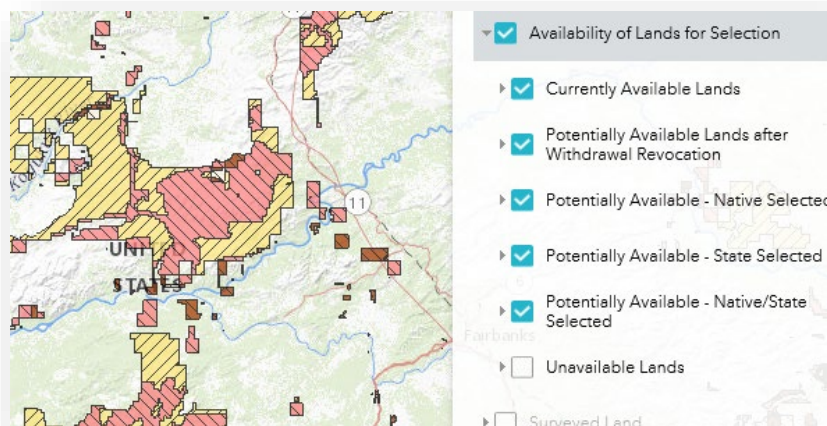 Availability of Lands for Selection
Currently Available Lands
Potentially Available Lands after
Withdrawal Revocation
Potentially Available - Native Selected
Potentially Available - State Selected
Potentially Available - Native/State
Selected
Unavailable Lands
Surveyed Land
11
UNITED
STATES
Fairbanks